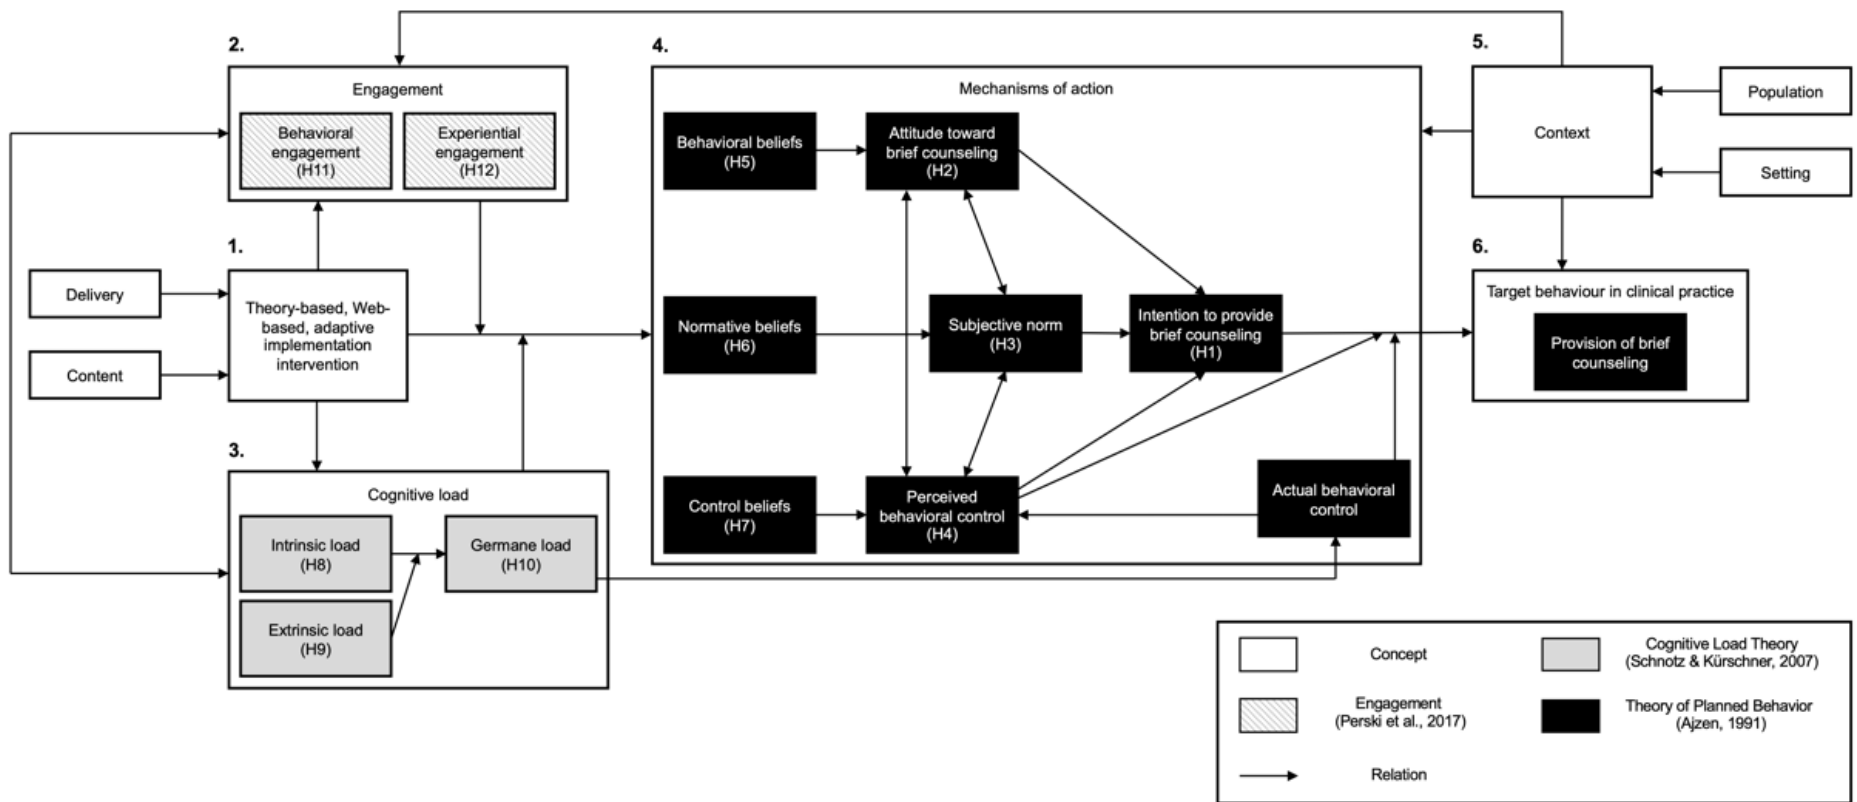 2.
Engagement
Behavioral
engagement
(H11)
Experiential
engagement
(H12)
1.
Delivery
Content
Theory-based, Web-
based, adaptive
implementation
intervention
3.
Cognitive load
Intrinsic load
(H8)
Germane load
(H10)
Extrinsic load
(H9)
4.
Mechanisms of action
Behavioral beliefs
(H5)
Attitude toward
brief counseling
(H2)
Normative beliefs
(H6)
Subjective norm
(H3)
Intention to provide
brief counseling
(H1)
Control beliefs
(H7)
Perceived
behavioral control
(H4)
Actual behavioral
control
5.
Context
Population
Setting
6.
Target behaviour in clinical practice
Provision of brief
counseling
Concept
Cognitive Load Theory
(Schnotz & Kürschner, 2007)
Engagement
(Perski et al., 2017)
Theory of Planned Behavior
(Ajzen, 1991)
Relation